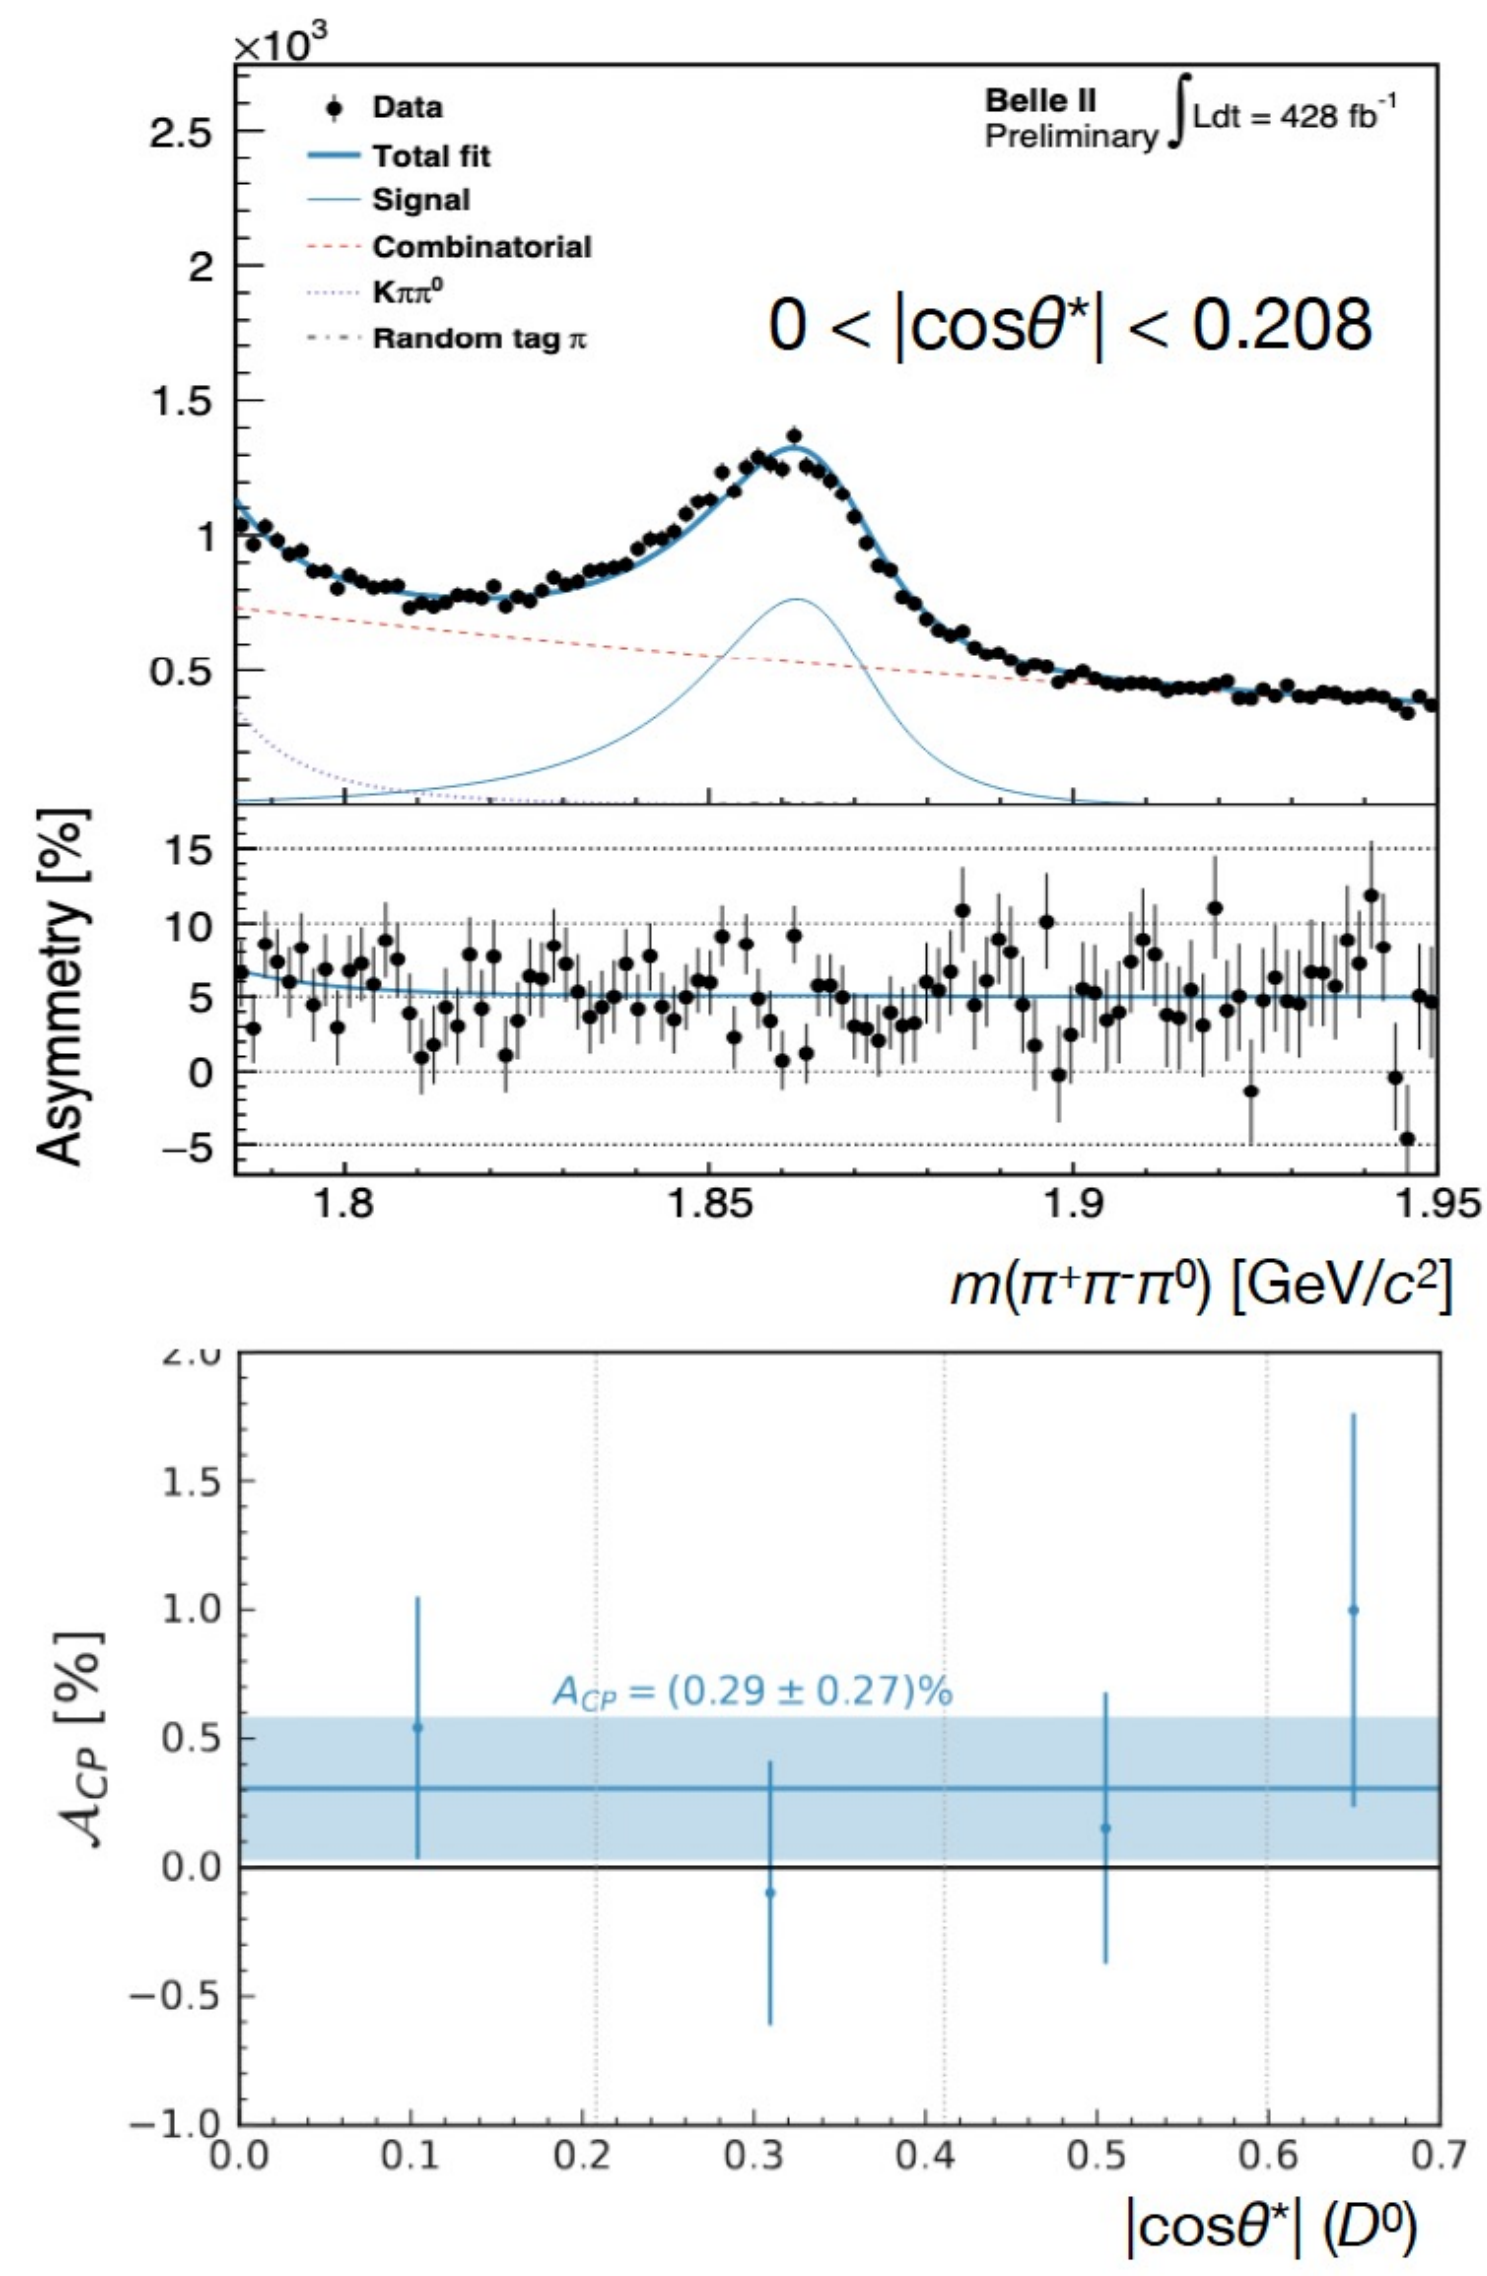 ×10³
2.5
2
1.5
1
0.5
Data
Total fit
Signal
Combinatorial
Kππ⁰
Random tag π
Belle II
Preliminary ∫Ldt = 428 fb⁻¹
0 < |cosθ*| < 0.208
Asymmetry [%]
15
10
5
0
−5
1.8 1.85 1.9 1.95
m(π⁺π⁻π⁰) [GeV/c²]
2.0
1.5
1.0
0.5
0.0
−0.5
−1.0
𝒜CP [%]
ACP = (0.29 ± 0.27)%
0.0 0.1 0.2 0.3 0.4 0.5 0.6 0.7
|cosθ*| (D⁰)